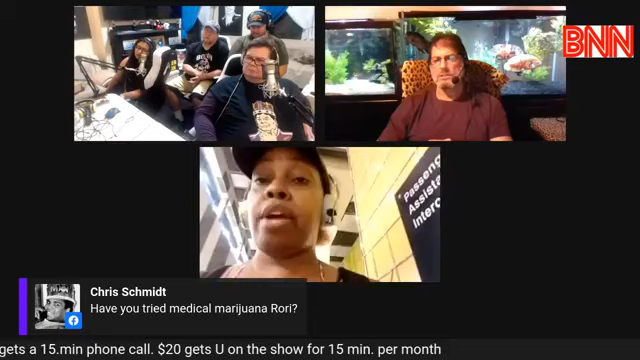 BNN
Passeng
Assista
Interc
Chris Schmidt
Have you tried medical marijuana Rori?
gets a 15.min phone call. $20 gets U on the show for 15 min. per month